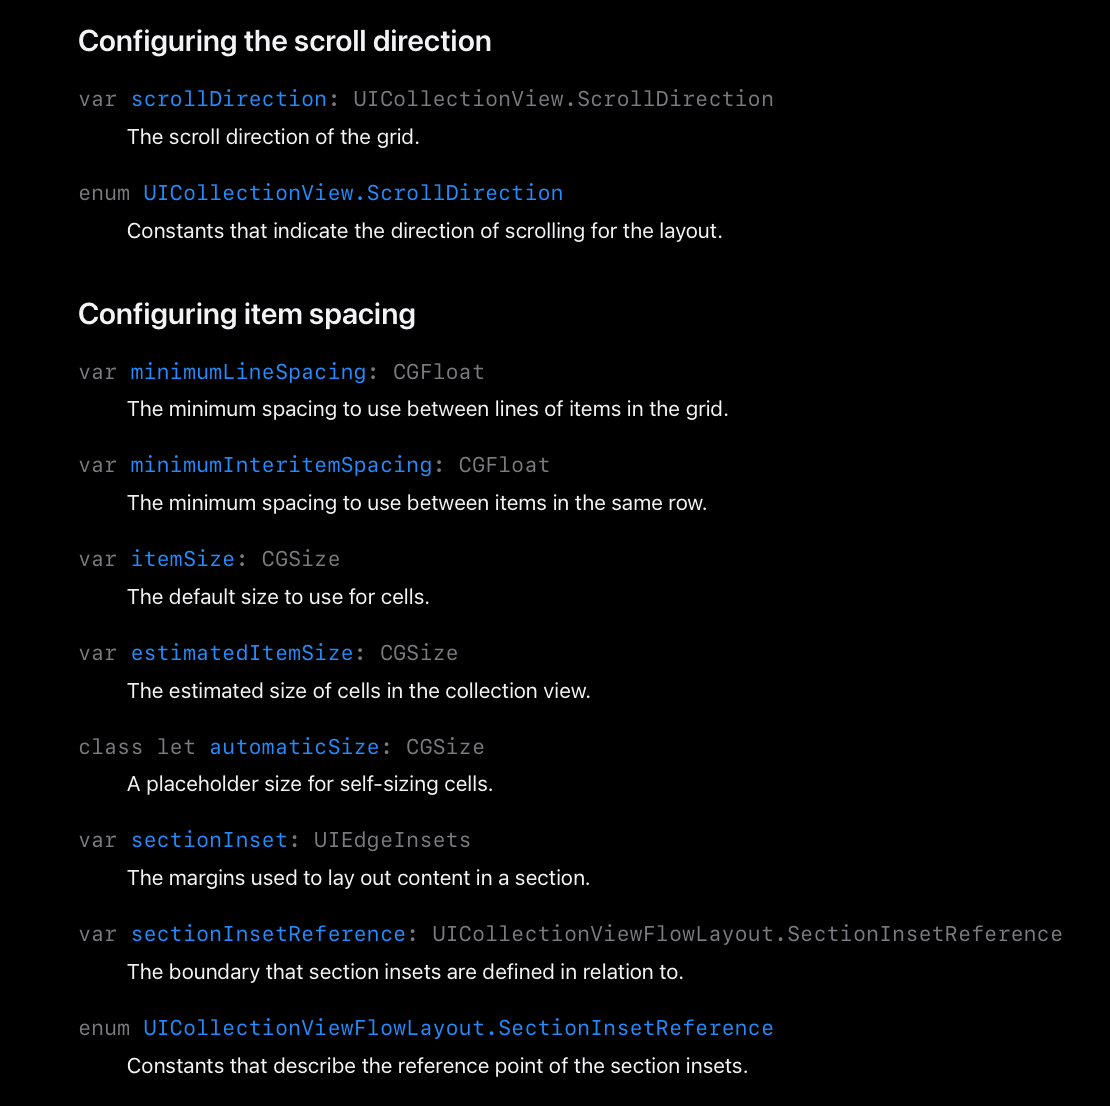 Configuring the scroll direction
var scrollDirection: UICollectionView.ScrollDirection
The scroll direction of the grid.
enum UICollectionView.ScrollDirection
Constants that indicate the direction of scrolling for the layout.
Configuring item spacing
var minimumLineSpacing: CGFloat
The minimum spacing to use between lines of items in the grid.
var minimumInteritemSpacing: CGFloat
The minimum spacing to use between items in the same row.
var itemSize: CGSize
The default size to use for cells.
var estimatedItemSize: CGSize
The estimated size of cells in the collection view.
class let automaticSize: CGSize
A placeholder size for self-sizing cells.
var sectionInset: UIEdgeInsets
The margins used to lay out content in a section.
var sectionInsetReference: UICollectionViewFlowLayout.SectionInsetReference
The boundary that section insets are defined in relation to.
enum UICollectionViewFlowLayout.SectionInsetReference
Constants that describe the reference point of the section insets.